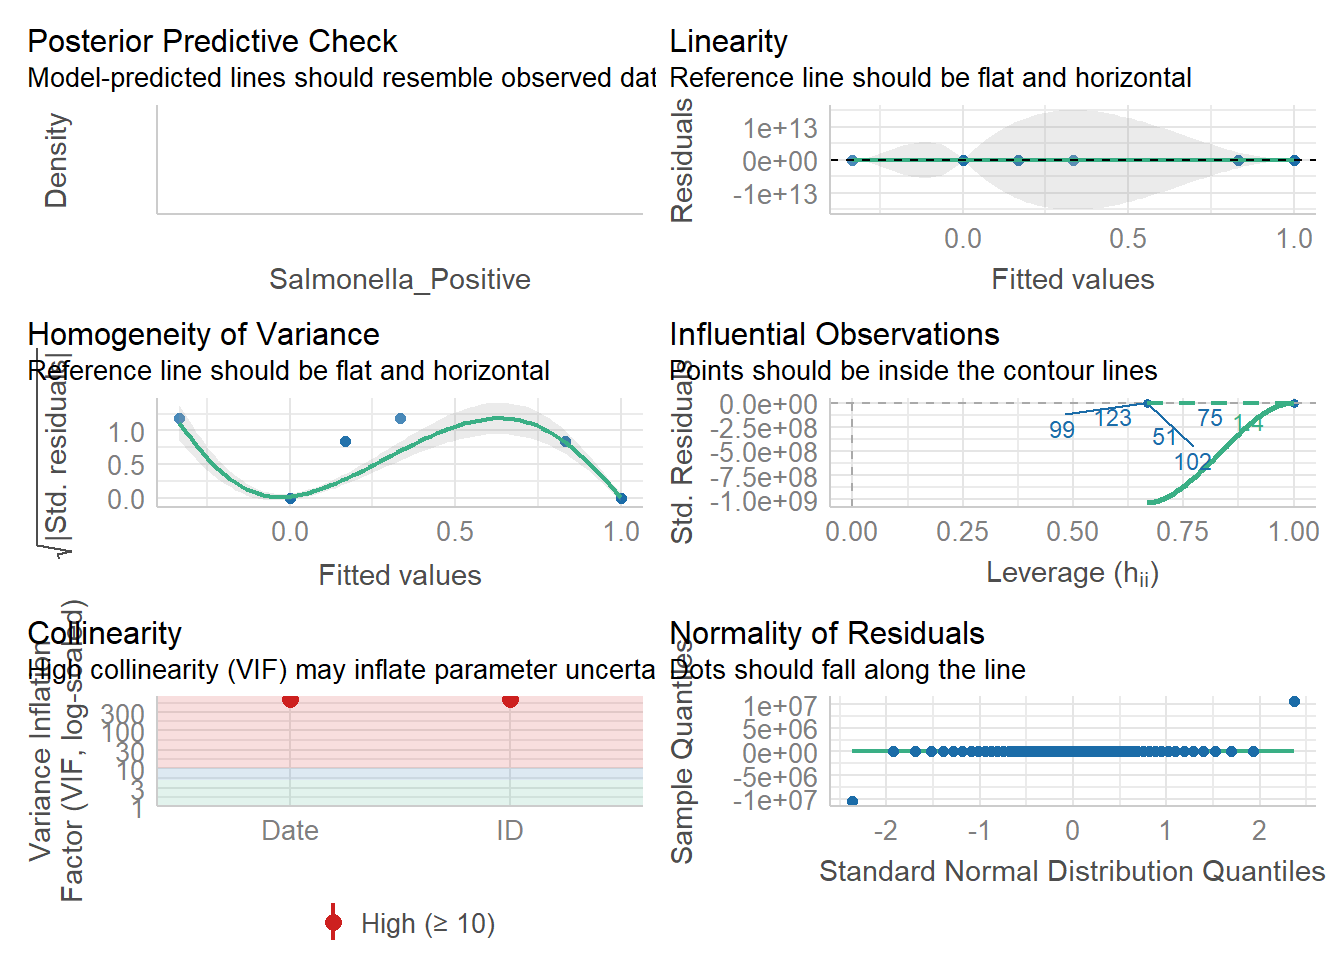 Posterior Predictive Check
Model-predicted lines should resemble observed dat
Density
Salmonella_Positive
Linearity
Reference line should be flat and horizontal
Residuals
1e+13
0e+00
-1e+13
0.0 0.5 1.0
Fitted values
Homogeneity of Variance
Reference line should be flat and horizontal
√|Std. residuals|
1.0
0.5
0.0
0.0 0.5 1.0
Fitted values
Influential Observations
Points should be inside the contour lines
Std. Residuals
0.0e+00
-2.5e+08
-5.0e+08
-7.5e+08
-1.0e+09
99 123 51 102 75
0.00 0.25 0.50 0.75 1.00
Leverage (hii)
Collinearity
High collinearity (VIF) may inflate parameter uncerta
Variance Inflation
Factor (VIF, log-scaled)
300
100
30
10
3
1
Date ID
High (≥ 10)
Normality of Residuals
Dots should fall along the line
Sample Quantiles
1e+07
5e+06
0e+00
-5e+06
-1e+07
-2 -1 0 1 2
Standard Normal Distribution Quantiles